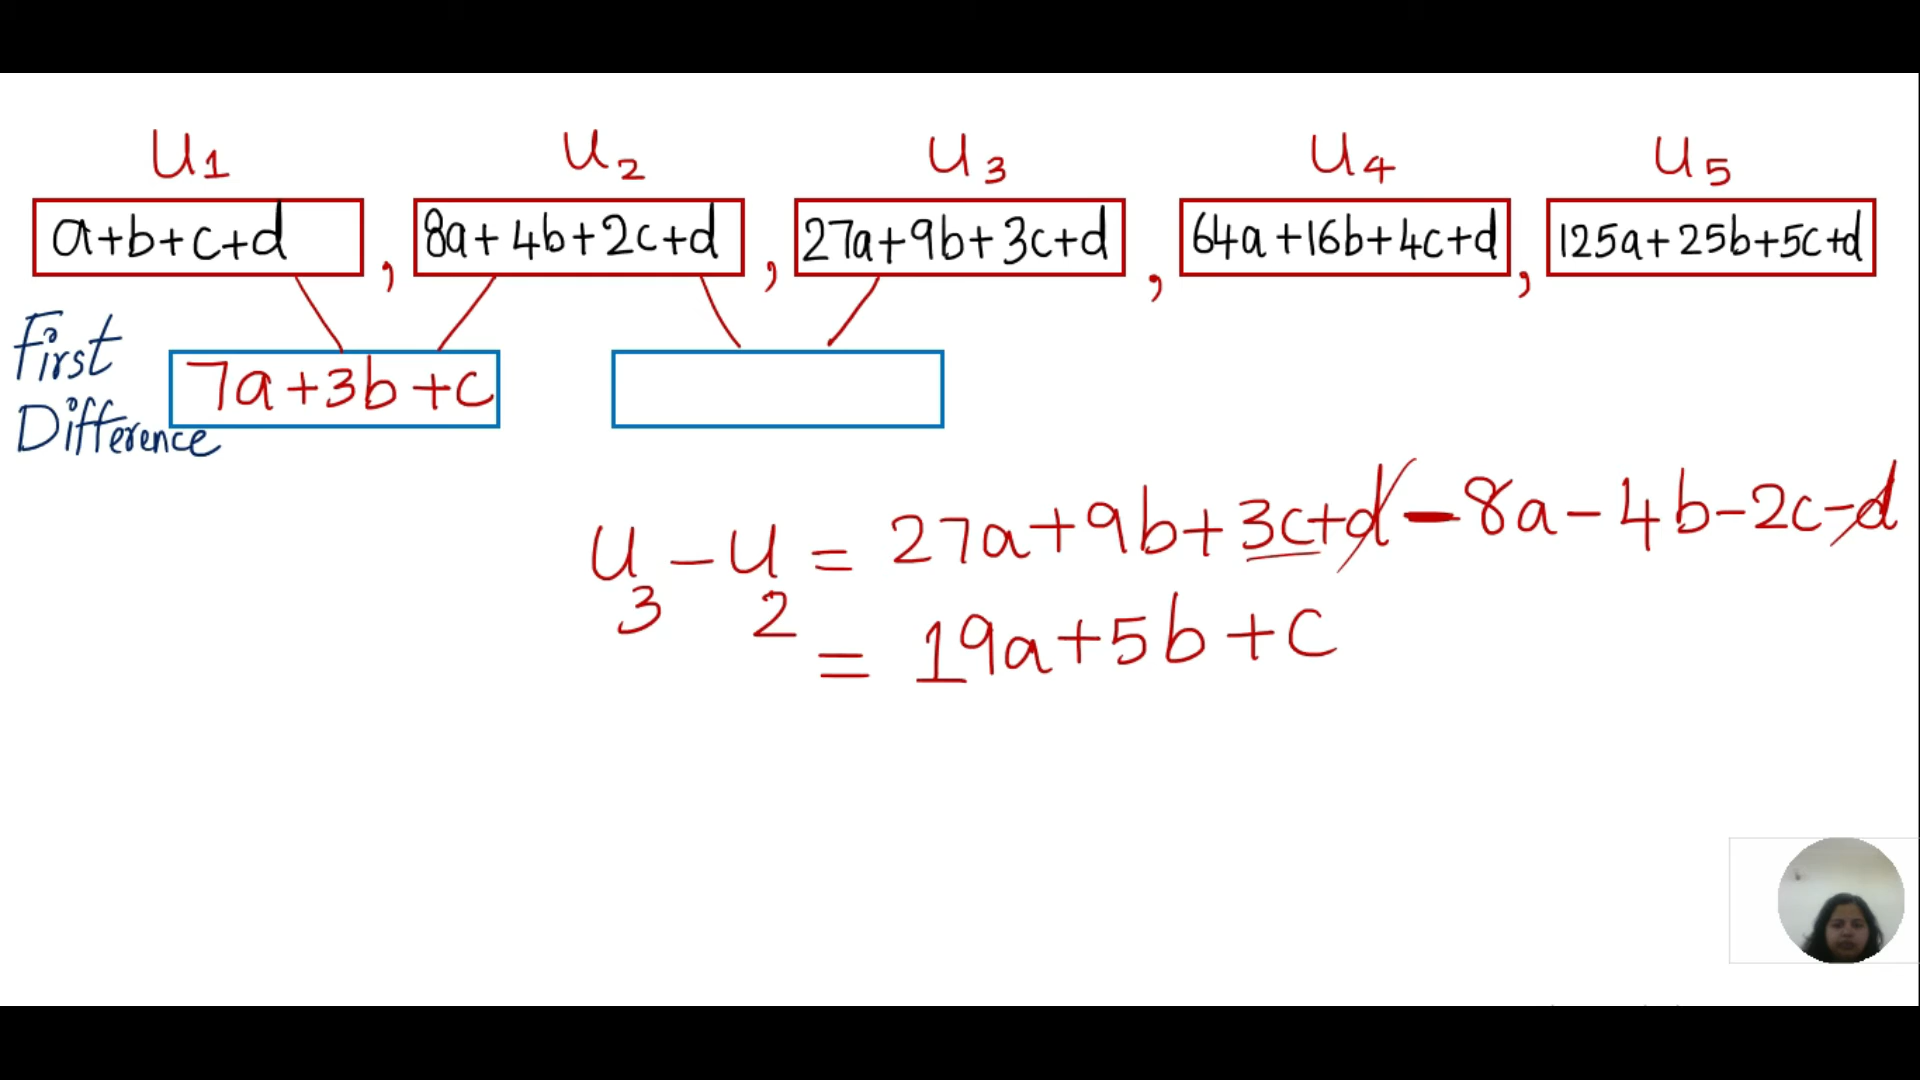 U1 U2 U3 U4 U5
a+b+c+d , 8a+4b+2c+d , 27a+9b+3c+d , 64a+16b+4c+d , 125a+25b+5c+d
First
Difference
7a+3b+c
U3-U2 = 27a+9b+3c+d-8a-4b-2c-d
= 19a+5b+c